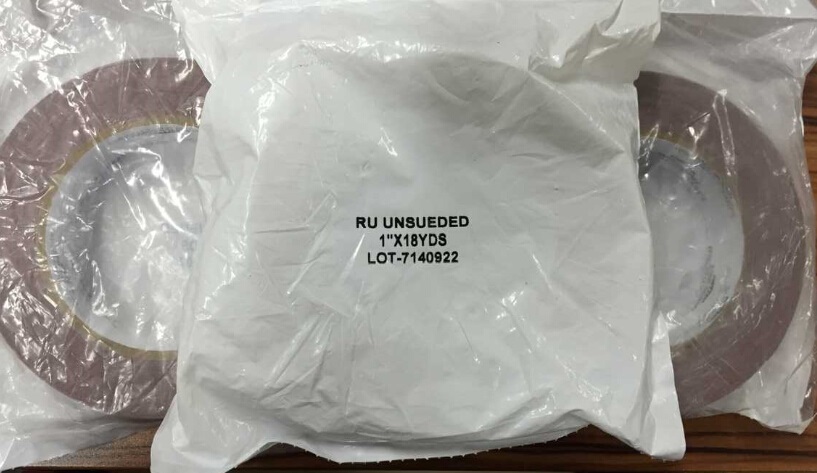 RU UNSUEDED
1"X18YDS
LOT-7140922